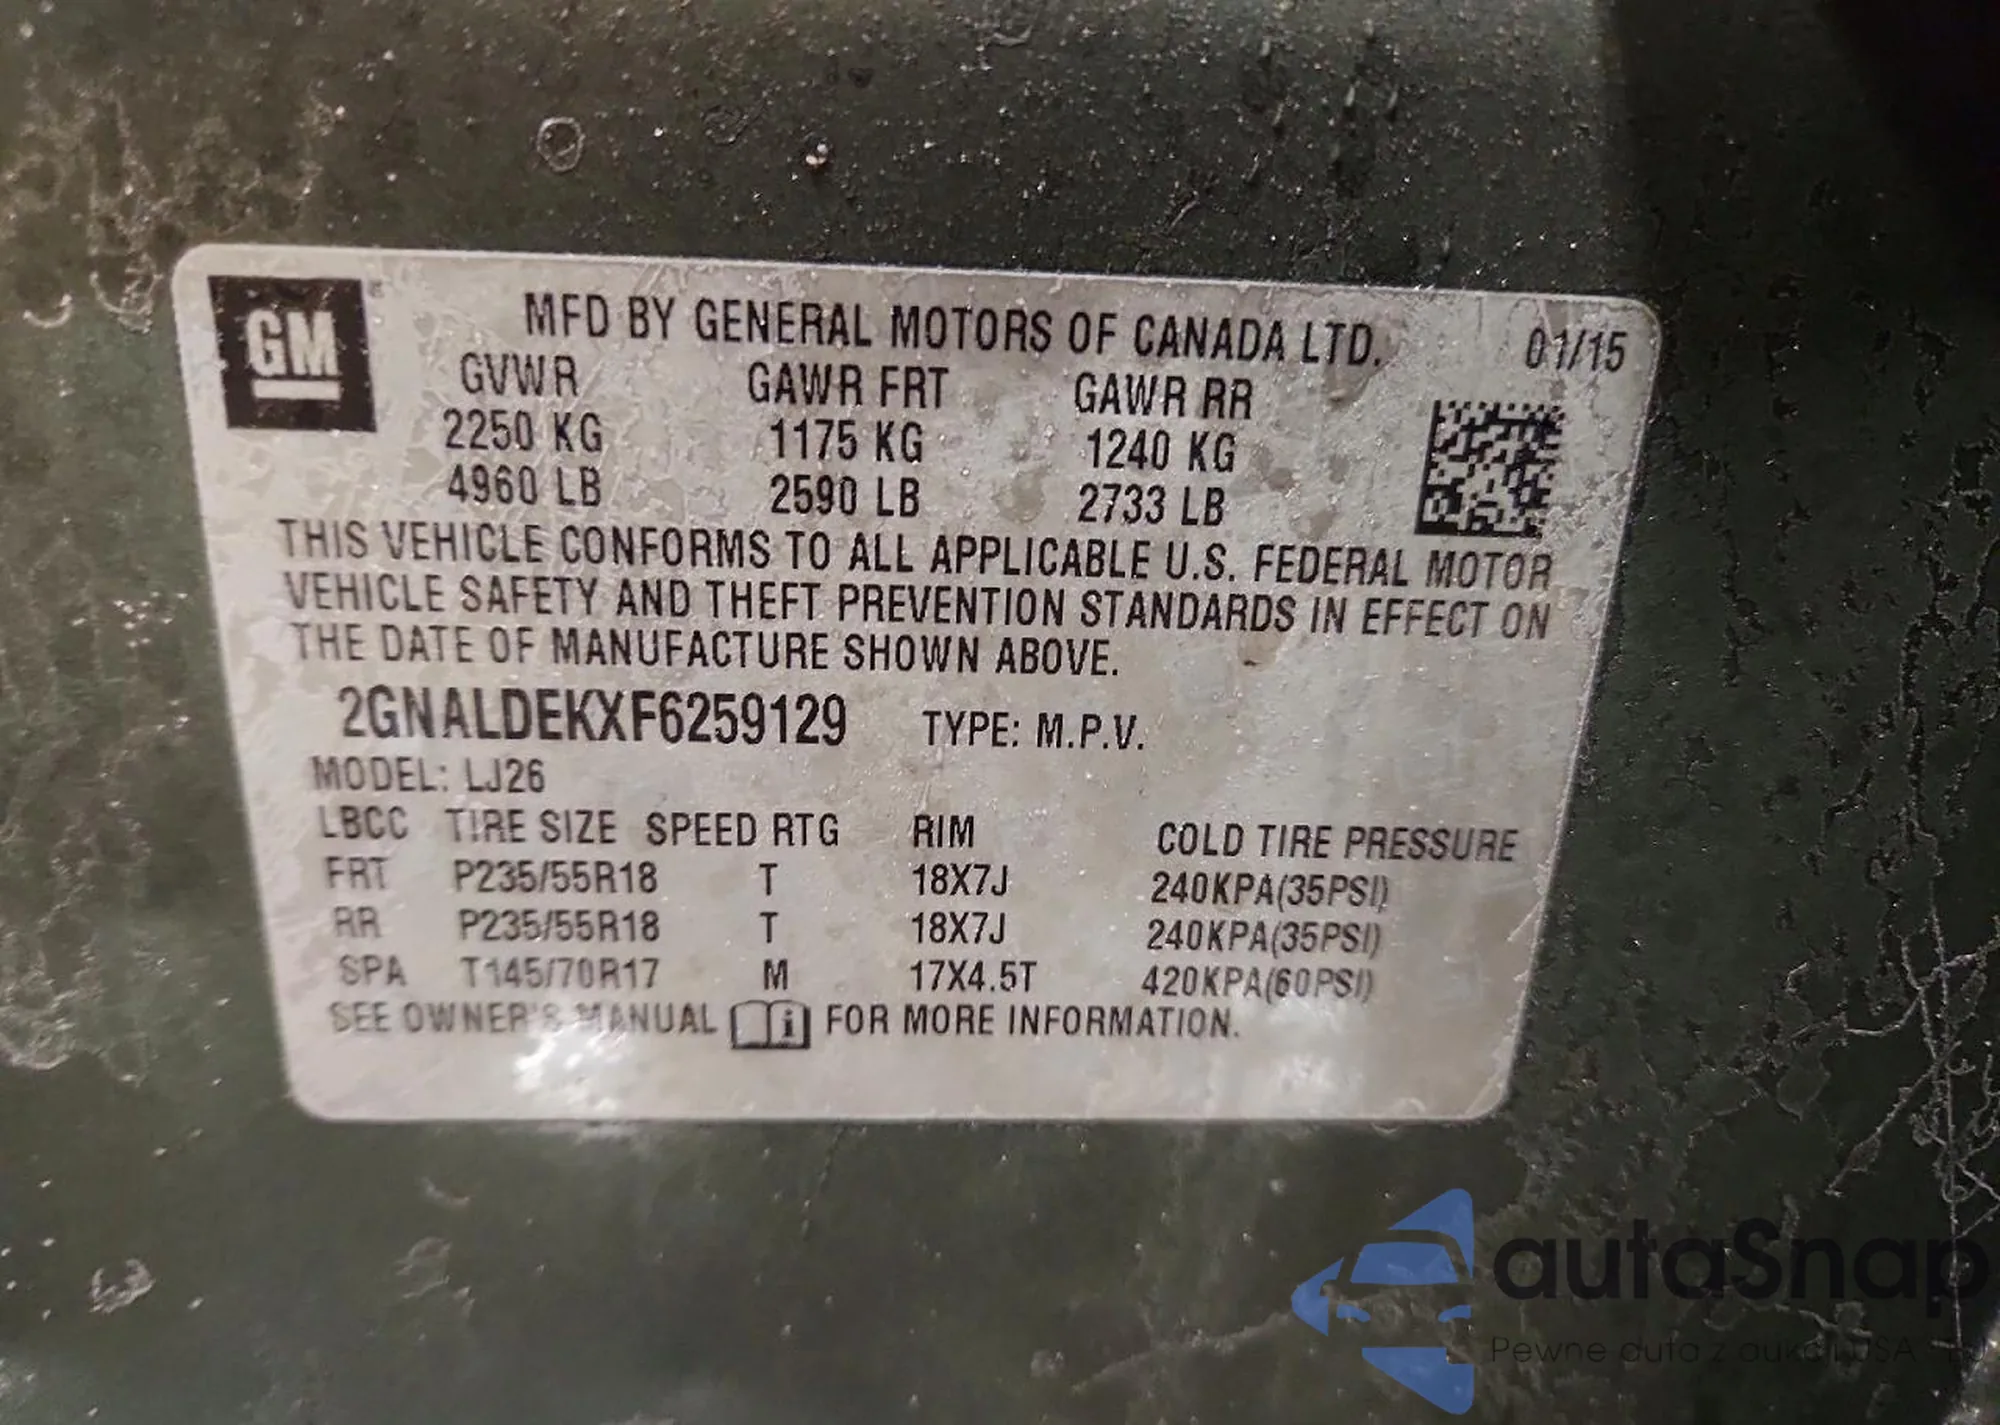 GM
MFD BY GENERAL MOTORS OF CANADA LTD. 01/15
GVWR GAWR FRT GAWR RR
2250 KG 1175 KG 1240 KG
4960 LB 2590 LB 2733 LB
THIS VEHICLE CONFORMS TO ALL APPLICABLE U.S. FEDERAL MOTOR
VEHICLE SAFETY AND THEFT PREVENTION STANDARDS IN EFFECT ON
THE DATE OF MANUFACTURE SHOWN ABOVE.
2GNALDEKXF6259129 TYPE: M.P.V.
MODEL: LJ26
LBCC TIRE SIZE SPEED RTG RIM COLD TIRE PRESSURE
FRT P235/55R18 T 18X7J 240KPA(35PSI)
RR P235/55R18 T 18X7J 240KPA(35PSI)
SPA T145/70R17 M 17X4.5T 420KPA(60PSI)
SEE OWNER'S MANUAL i FOR MORE INFORMATION.
autaSnap
Pewne auta z aukcji USA